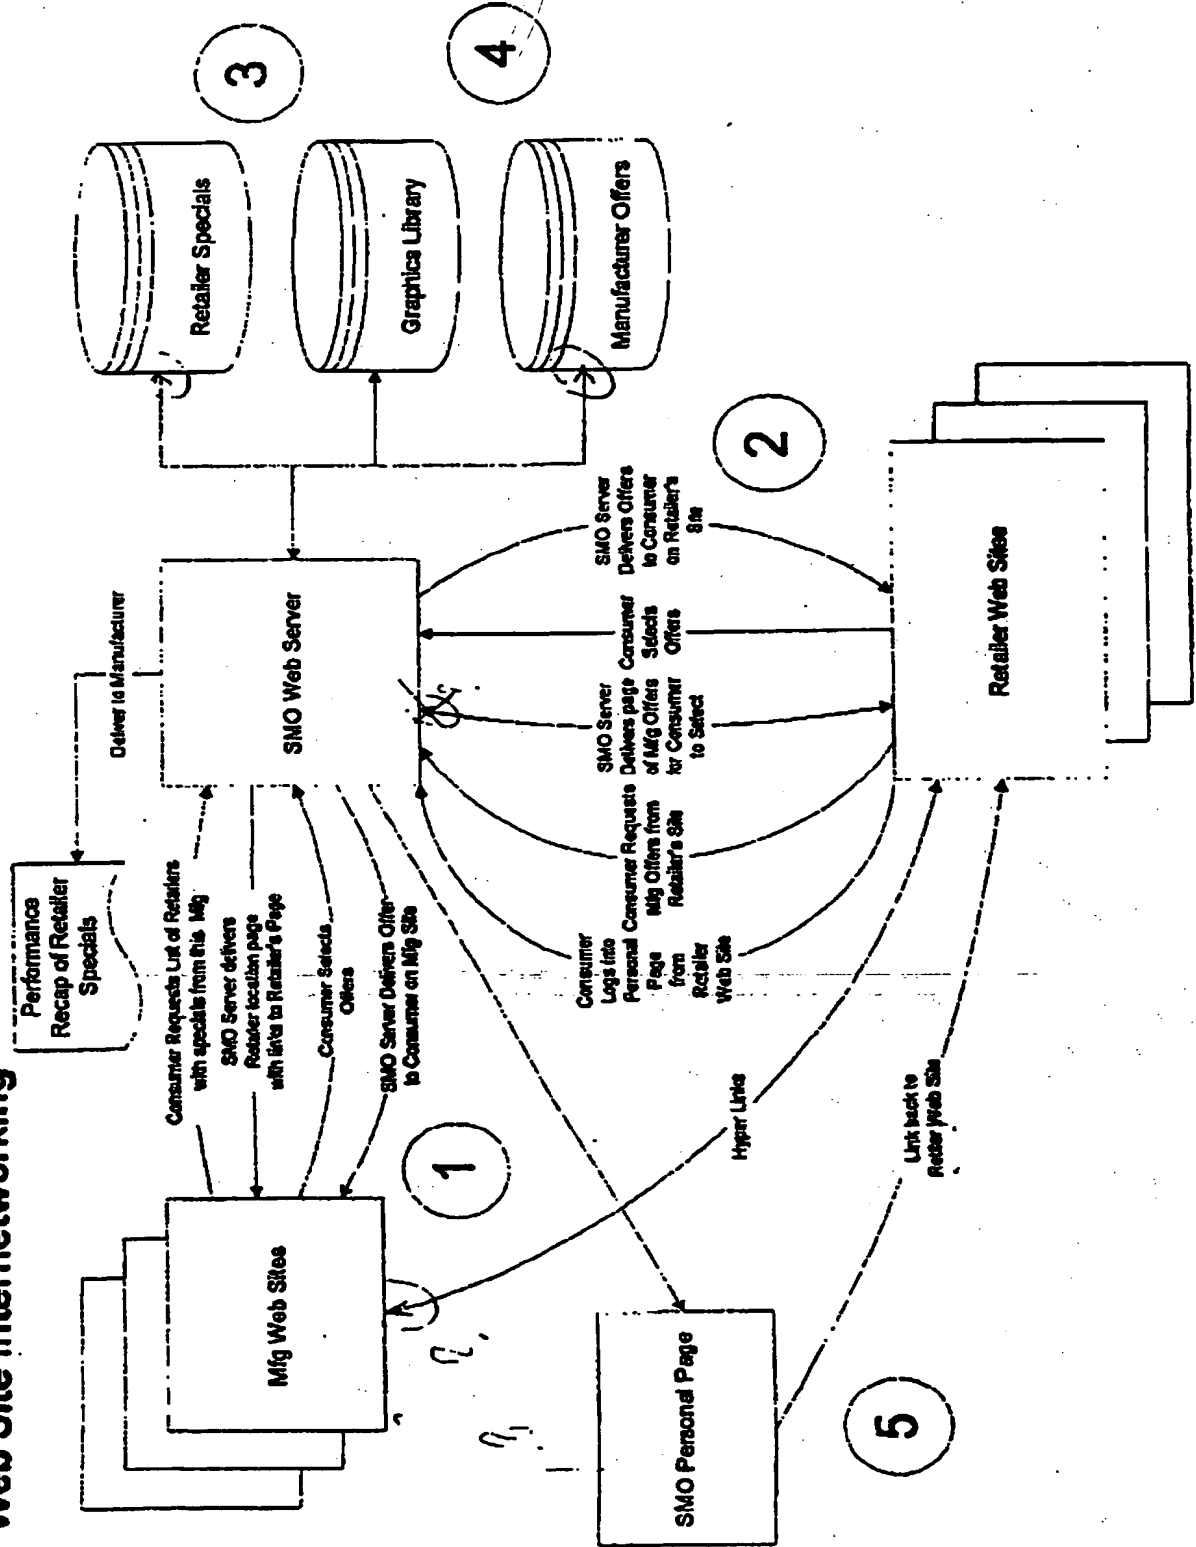 Web Site Internetworking
Performance
Recap of Retailer
Specials
Deliver to Manufacturer
Mfg Web Sites
Consumer Requests List of Retailers
with specials from this Mfg
SMO Server delivers
Retailer location page
with links to Retailer's Page
Consumer Selects
Offers
SMO Server Delivers Offer
to Consumer on Mfg Site
1
SMO Web Server
Retailer Specials
3
Graphics Library
Manufacturer Offers
4
SMO Personal Page
5
Consumer
Logs into
Personal
Page
from
Retailer
Web Site
Consumer Requests
Mfg Offers from
Retailer's Site
SMO Server
Delivers page
of Mfg Offers
for Consumer
to Select
Consumer
Selects
Offers
SMO Server
Delivers Offers
to Consumer
on Retailer's
Site
2
Hyper Links
Link back to
Retailer Web Site
Retailer Web Sites